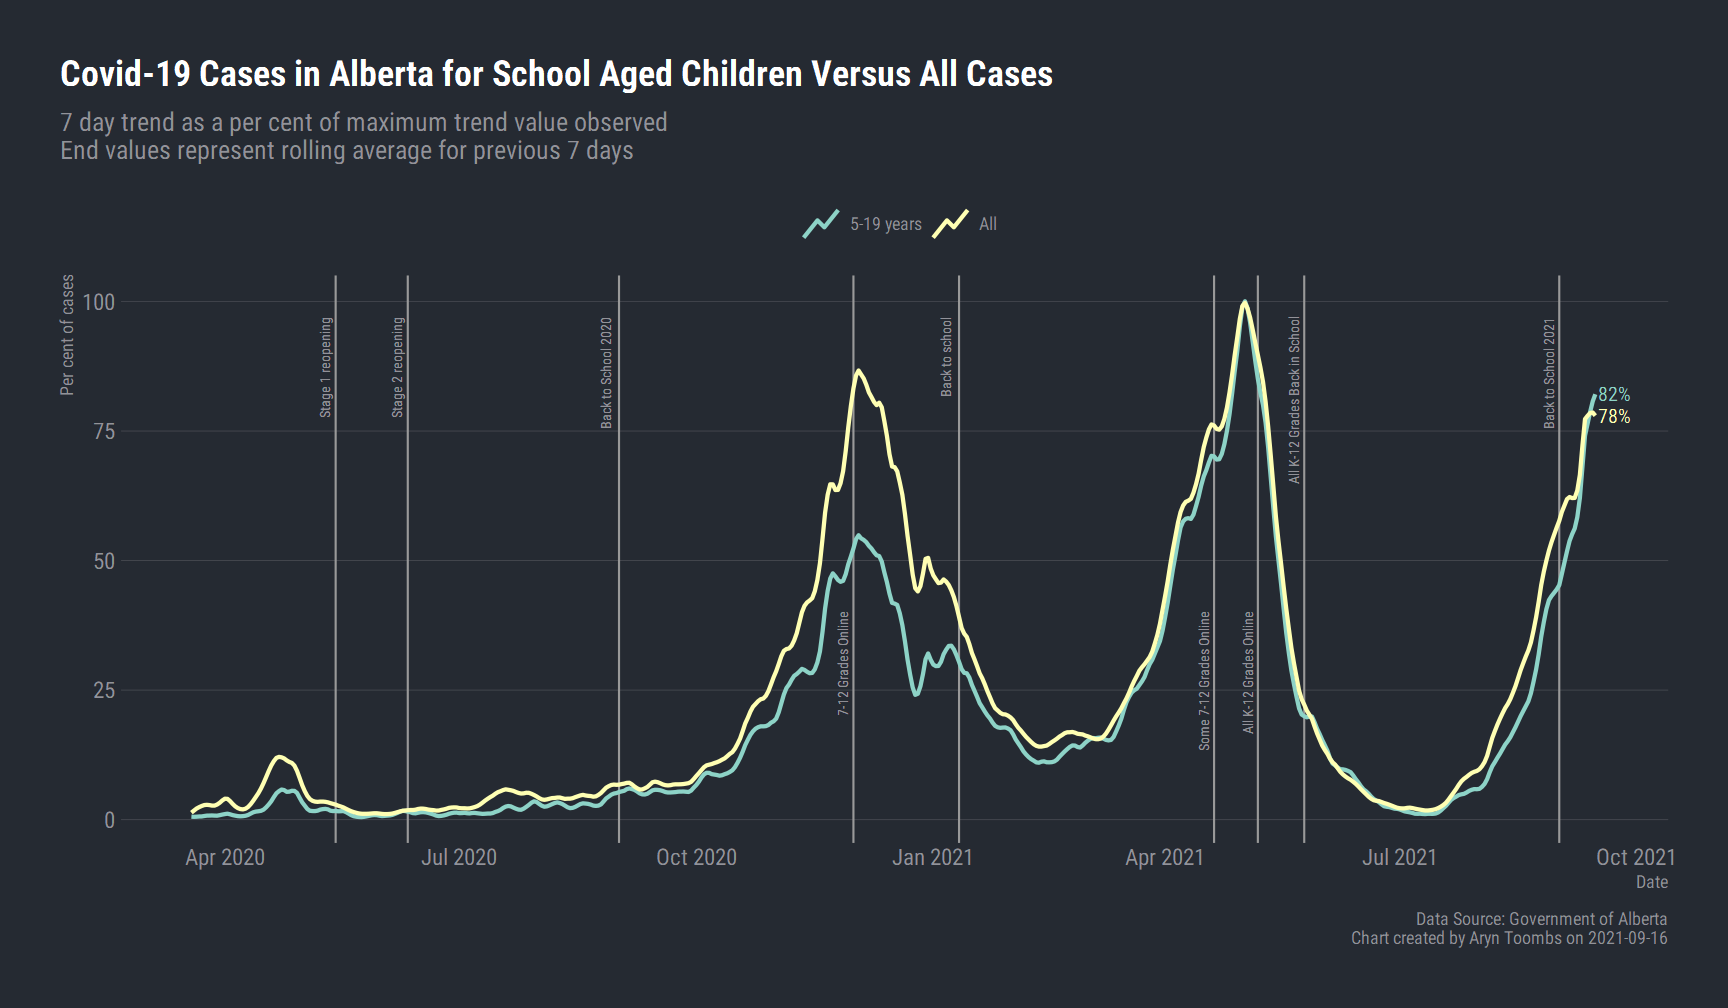 Covid-19 Cases in Alberta for School Aged Children Versus All Cases
7 day trend as a per cent of maximum trend value observed
End values represent rolling average for previous 7 days
5-19 years
All
Per cent of cases
100
75
50
25
0
Stage 1 reopening
Stage 2 reopening
Back to School 2020
7-12 Grades Online
Back to school
Some 7-12 Grades Online
All K-12 Grades Online
All K-12 Grades Back in School
Back to School 2021
82%
78%
Apr 2020
Jul 2020
Oct 2020
Jan 2021
Apr 2021
Jul 2021
Oct 2021
Date
Data Source: Government of Alberta
Chart created by Aryn Toombs on 2021-09-16